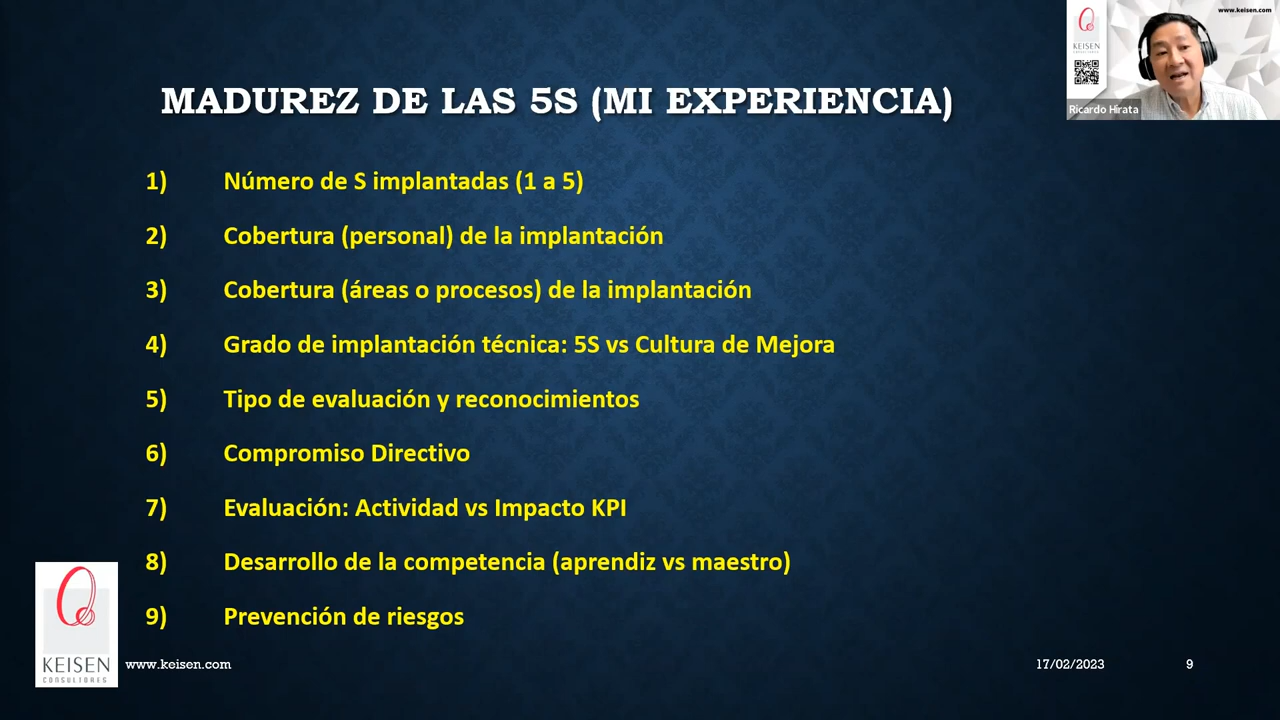 www.keisen.com
KEISEN
CONSULTORES
Ricardo Hirata
MADUREZ DE LAS 5S (MI EXPERIENCIA)
1) Número de S implantadas (1 a 5)
2) Cobertura (personal) de la implantación
3) Cobertura (áreas o procesos) de la implantación
4) Grado de implantación técnica: 5S vs Cultura de Mejora
5) Tipo de evaluación y reconocimientos
6) Compromiso Directivo
7) Evaluación: Actividad vs Impacto KPI
8) Desarrollo de la competencia (aprendiz vs maestro)
9) Prevención de riesgos
KEISEN
CONSULTORES
www.keisen.com
17/02/2023
9